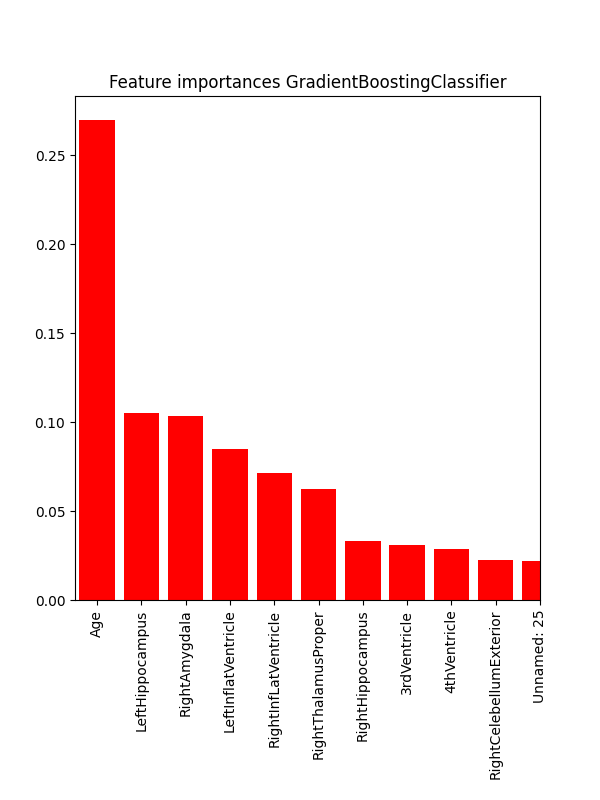 Feature importances GradientBoostingClassifier
0.25
0.20
0.15
0.10
0.05
0.00
Age
LeftHippocampus
RightAmygdala
LeftInflatVentricle
RightInfLatVentricle
RightThalamusProper
RightHippocampus
3rdVentricle
4thVentricle
RightCelebellumExterior
Unnamed: 25